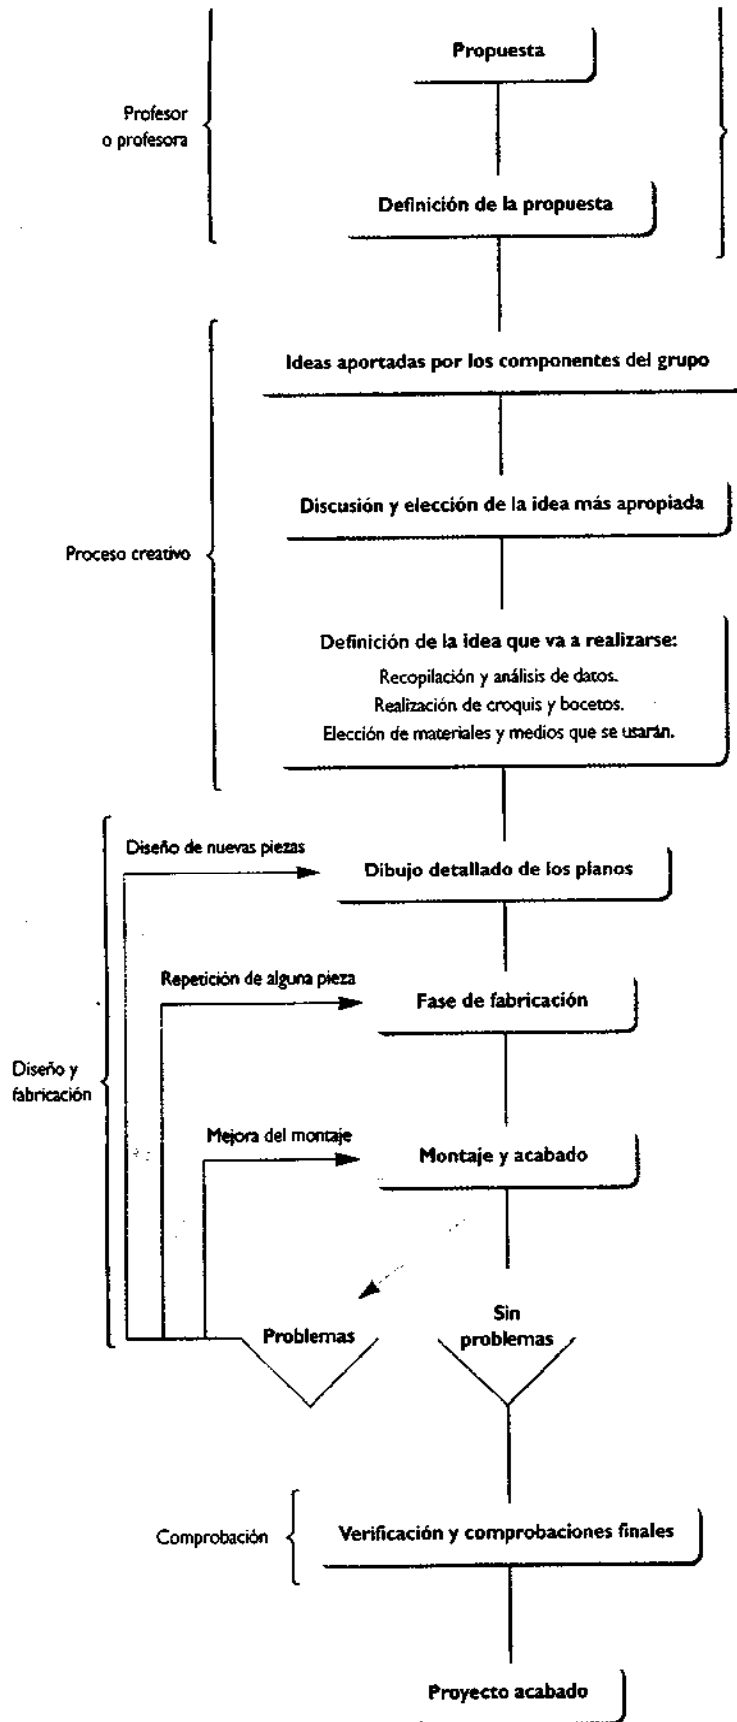 Propuesta
Profesor
o profesora
Definición de la propuesta
Ideas aportadas por los componentes del grupo
Discusión y elección de la idea más apropiada
Proceso creativo
Definición de la idea que va a realizarse:
Recopilación y análisis de datos.
Realización de croquis y bocetos.
Elección de materiales y medios que se usarán.
Diseño de nuevas piezas
Dibujo detallado de los planos
Repetición de alguna pieza
Fase de fabricación
Diseño y
fabricación
Mejora del montaje
Montaje y acabado
Problemas
Sin
problemas
Comprobación
Verificación y comprobaciones finales
Proyecto acabado